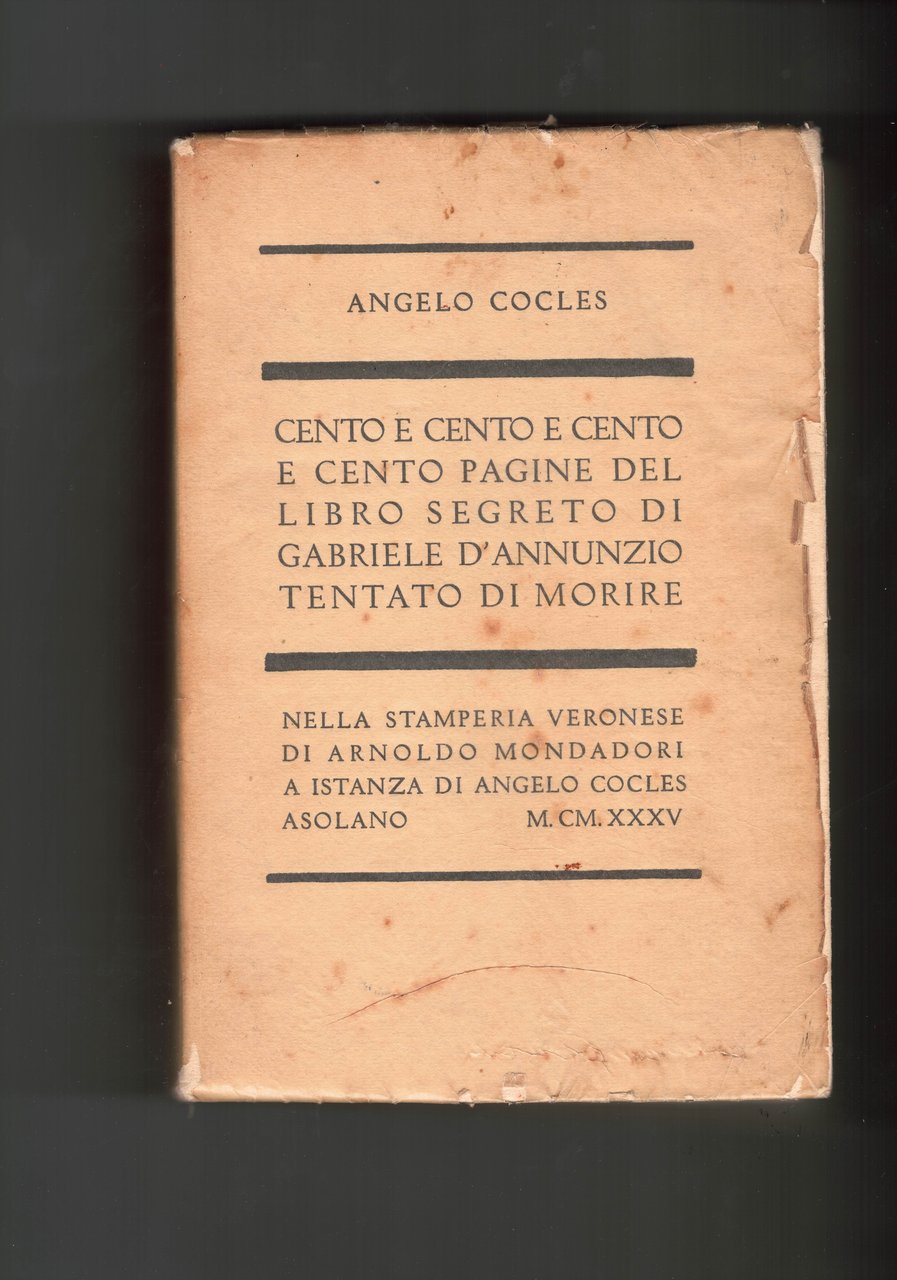 ANGELO COCLES
CENTO E CENTO E CENTO
E CENTO PAGINE DEL
LIBRO SEGRETO DI
GABRIELE D'ANNUNZIO
TENTATO DI MORIRE
NELLA STAMPERIA VERONESE
DI ARNOLDO MONDADORI
A ISTANZA DI ANGELO COCLES
ASOLANO M.CM.XXXV